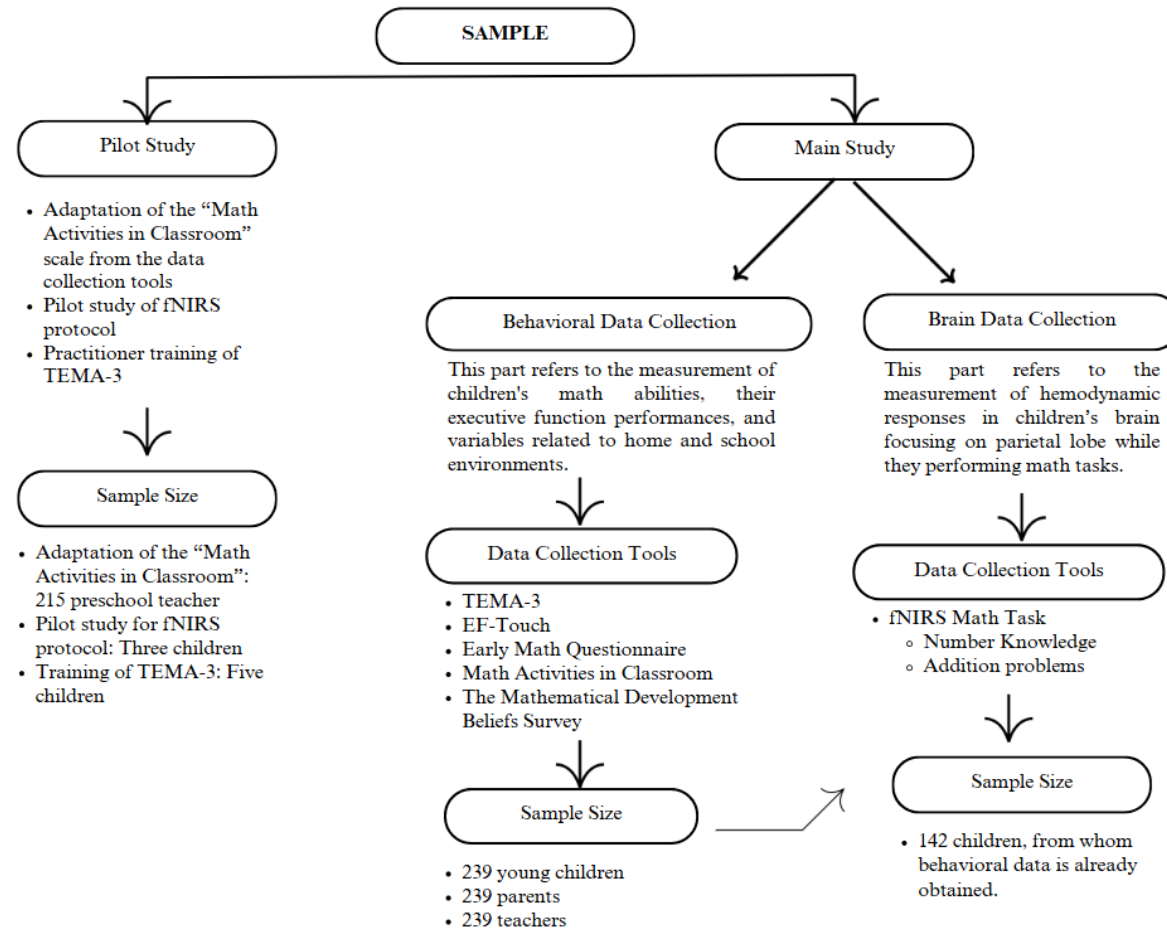 SAMPLE
Pilot Study
• Adaptation of the “Math
Activities in Classroom”
scale from the data
collection tools
• Pilot study of fNIRS
protocol
• Practitioner training of
TEMA-3
Sample Size
• Adaptation of the “Math
Activities in Classroom”:
215 preschool teacher
• Pilot study for fNIRS
protocol: Three children
• Training of TEMA-3: Five
children
Main Study
Behavioral Data Collection
This part refers to the measurement of
children's math abilities, their
executive function performances, and
variables related to home and school
environments.
Data Collection Tools
• TEMA-3
• EF-Touch
• Early Math Questionnaire
• Math Activities in Classroom
• The Mathematical Development
Beliefs Survey
Sample Size
• 239 young children
• 239 parents
• 239 teachers
Brain Data Collection
This part refers to the
measurement of hemodynamic
responses in children’s brain
focusing on parietal lobe while
they performing math tasks.
Data Collection Tools
• fNIRS Math Task
○ Number Knowledge
○ Addition problems
Sample Size
• 142 children, from whom
behavioral data is already
obtained.